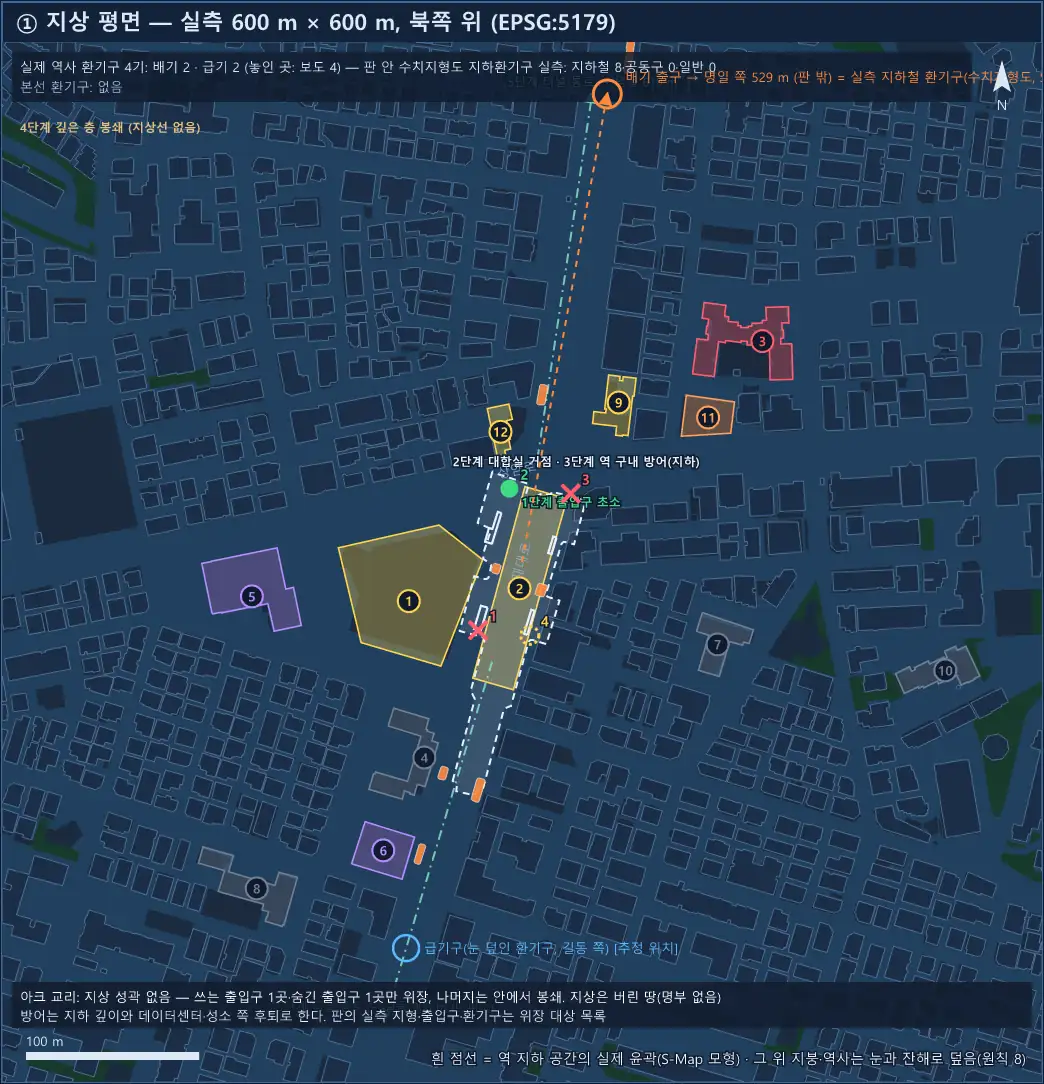 ① 지상 평면 — 실측 600 m × 600 m, 북쪽 위 (EPSG:5179)
실제 역사 환기구 4기: 배기 2 · 급기 2 (놓인 곳: 보도 4) — 판 안 수치지형도 지하환기구 실측: 지하철 8·공동구 0·일반 0
배기 출구 → 명일 쪽 529 m (판 밖) = 실측 지하철 환기구(수치지형도,
본선 환기구: 없음
N
4단계 깊은 층 봉쇄 (지상선 없음)
3
9
11
12
2단계 대합실 거점 · 3단계 역 구내 방어(지하)
2
3
1단계 출입구 초소
5
1
2
1
4
7
10
4
6
8
급기구(눈 덮인 환기구, 길동 쪽) [추정 위치]
아크 교리: 지상 성곽 없음 — 쓰는 출입구 1곳·숨긴 출입구 1곳만 위장, 나머지는 안에서 봉쇄. 지상은 버린 땅(명부 없음)
방어는 지하 깊이와 데이터센터·성소 쪽 후퇴로 한다. 판의 실측 지형·출입구·환기구는 위장 대상 목록
100 m
흰 점선 = 역 지하 공간의 실제 윤곽(S-Map 모형) · 그 위 지붕·역사는 눈과 잔해로 덮음(원칙 8)